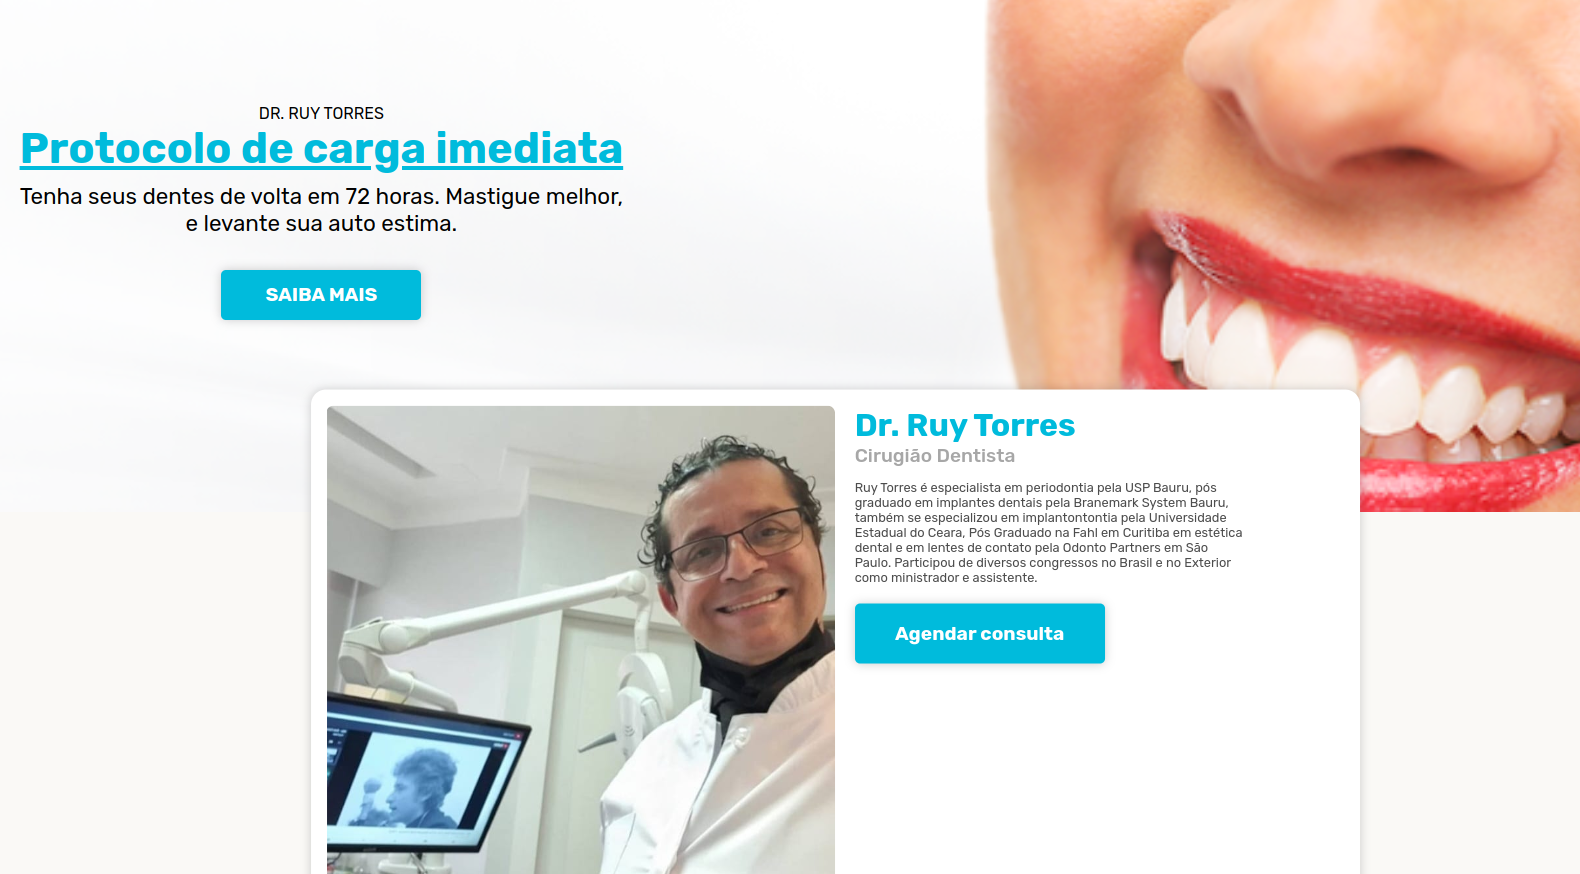 DR. RUY TORRES
Protocolo de carga imediata
Tenha seus dentes de volta em 72 horas. Mastigue melhor,
e levante sua auto estima.
SAIBA MAIS
Dr. Ruy Torres
Cirugião Dentista
Ruy Torres é especialista em periodontia pela USP Bauru, pós
graduado em implantes dentais pela Branemark System Bauru,
também se especializou em implantontontia pela Universidade
Estadual do Ceara, Pós Graduado na Fahl em Curitiba em estética
dental e em lentes de contato pela Odonto Partners em São
Paulo. Participou de diversos congressos no Brasil e no Exterior
como ministrador e assistente.
Agendar consulta